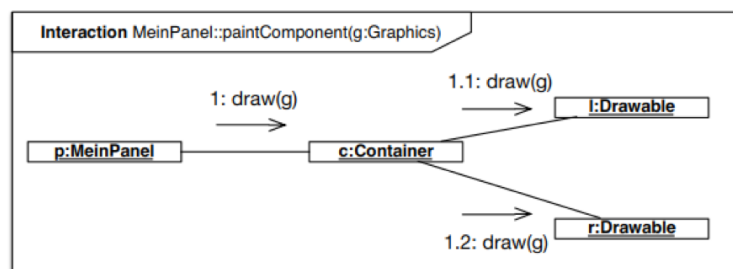 Interaction MeinPanel::paintComponent(g:Graphics)
1: draw(g)
1.1: draw(g)
l:Drawable
p:MeinPanel
c:Container
r:Drawable
1.2: draw(g)